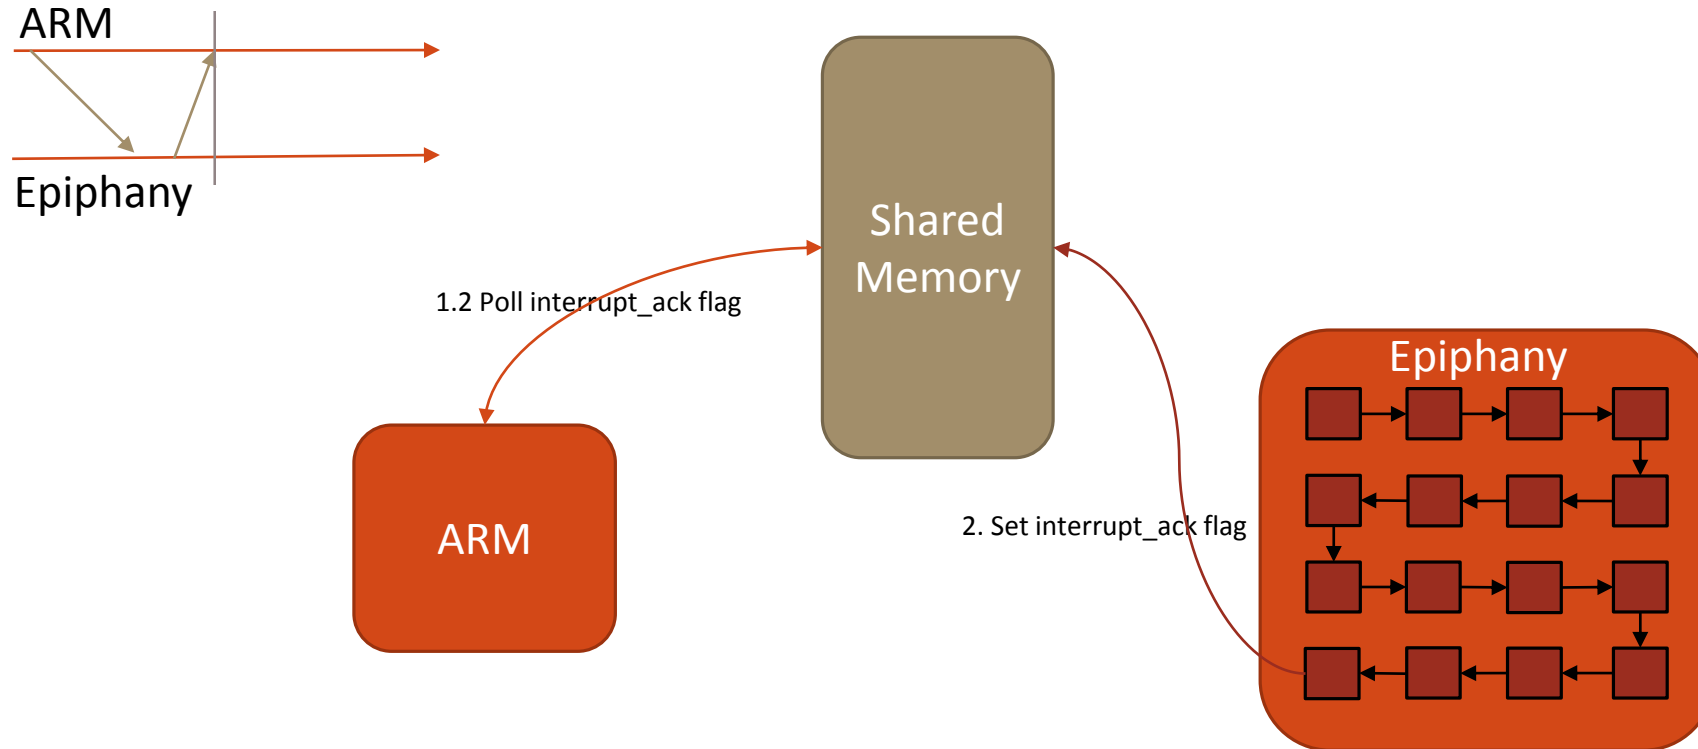 ARM
Epiphany
Shared
Memory
1.2 Poll interrupt_ack flag
Epiphany
ARM
2. Set interrupt_ack flag